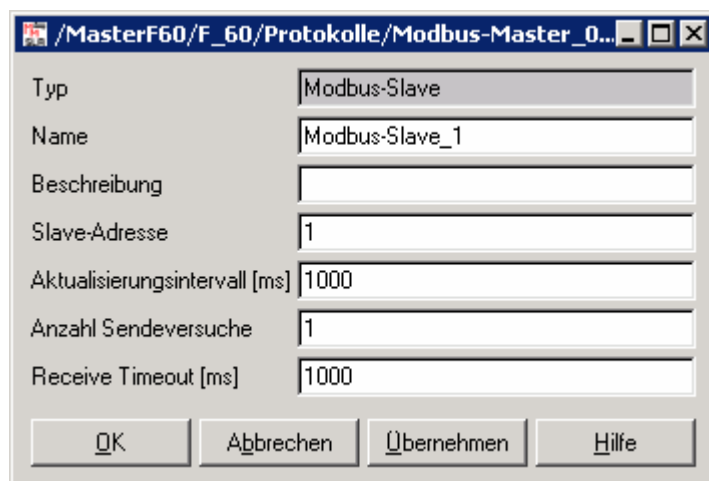 /MasterF60/F_60/Protokolle/Modbus-Master_0...
Typ Modbus-Slave
Name Modbus-Slave_1
Beschreibung
Slave-Adresse 1
Aktualisierungsintervall [ms] 1000
Anzahl Sendeversuche 1
Receive Timeout [ms] 1000
OK Abbrechen Übernehmen Hilfe